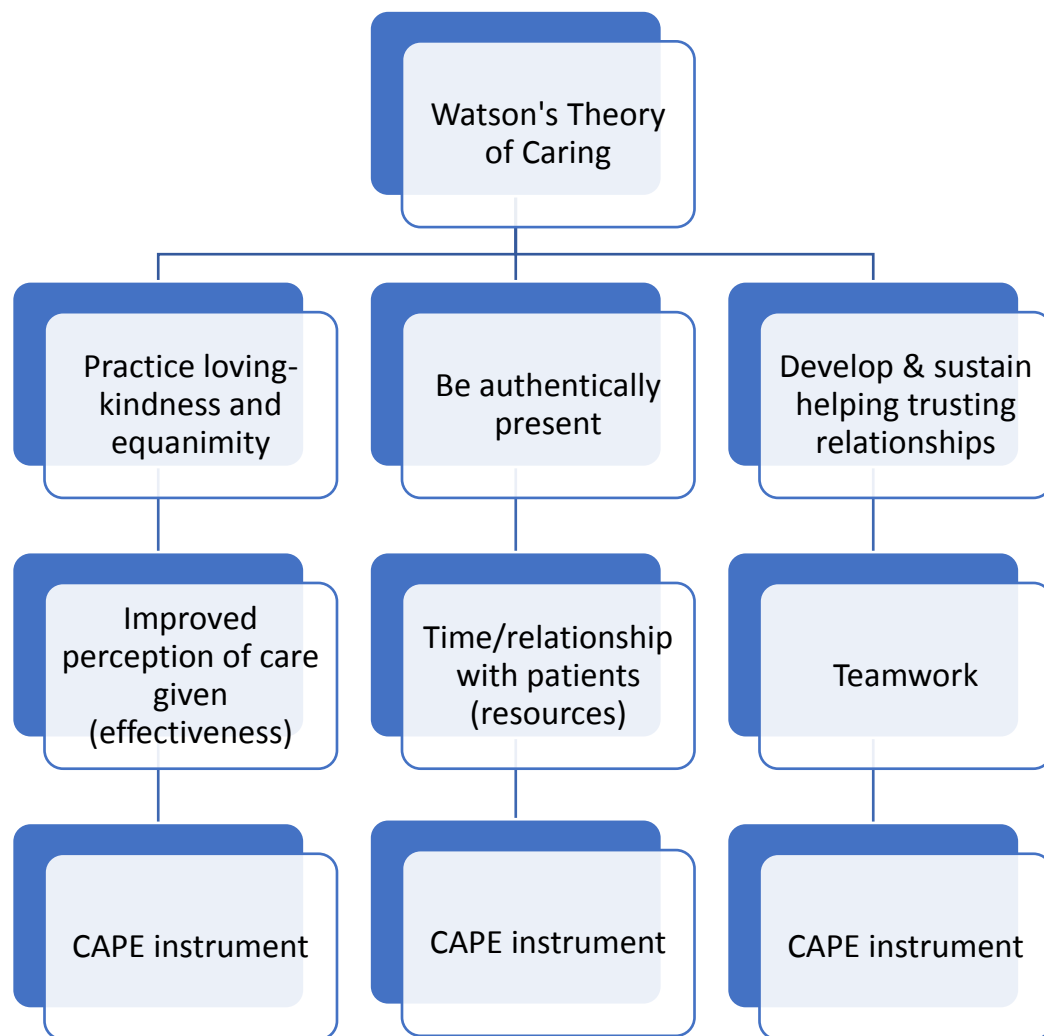 Watson's Theory
of Caring
Practice loving-
kindness and
equanimity
Be authentically
present
Develop & sustain
helping trusting
relationships
Improved
perception of care
given
(effectiveness)
Time/relationship
with patients
(resources)
Teamwork
CAPE instrument
CAPE instrument
CAPE instrument